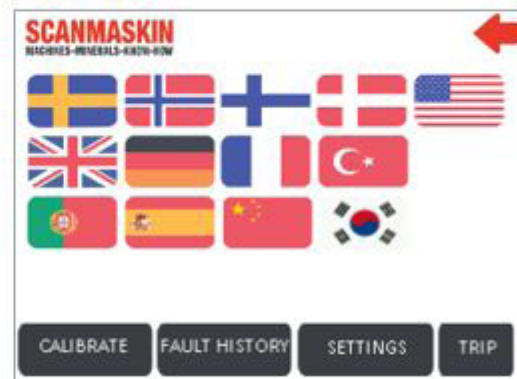 SCANMASKIN
MACHINES-MINERALS-KNOW-HOW
CALIBRATE
FAULT HISTORY
SETTINGS
TRIP